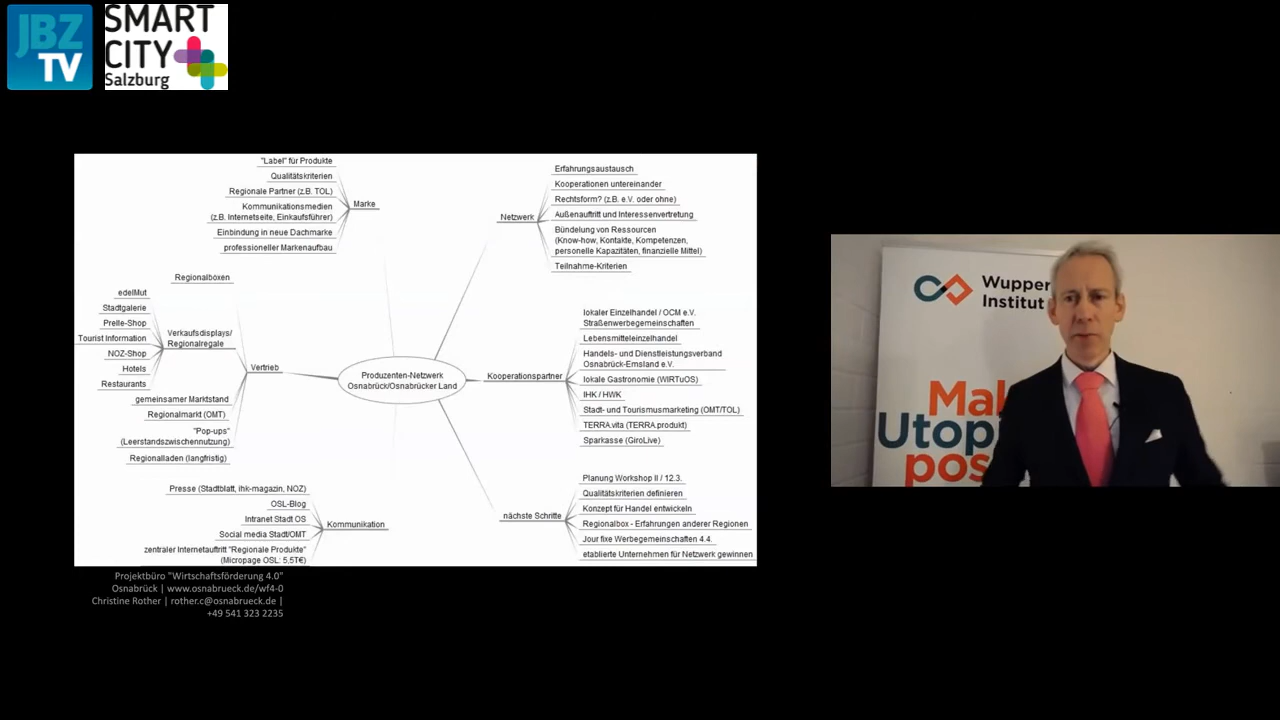 JBZ
TV
SMART
CITY
Salzburg
"Label" für Produkte
Qualitätskriterien
Regionale Partner (z.B. TOL)
Kommunikationsmedien
(z.B. Internetseite, Einkaufsführer)
Einbindung in neue Dachmarke
professioneller Markenaufbau
Marke
Regionalboxen
edelMut
Stadtgalerie
Prelle-Shop
Tourist Information
NOZ-Shop
Hotels
Restaurants
Verkaufsdisplays/
Regionalregale
gemeinsamer Marktstand
Regionalmarkt (OMT)
"Pop-ups"
(Leerstandszwischennutzung)
Regionalladen (langfristig)
Vertrieb
Presse (Stadtblatt, ihk-magazin, NOZ)
OSL-Blog
Intranet Stadt OS
Social media Stadt/OMT
zentraler Internetauftritt "Regionale Produkte"
(Micropage OSL: 5,5T€)
Kommunikation
Produzenten-Netzwerk
Osnabrück/Osnabrücker Land
Netzwerk
Erfahrungsaustausch
Kooperationen untereinander
Rechtsform? (z.B. e.V. oder ohne)
Außenauftritt und Interessenvertretung
Bündelung von Ressourcen
(Know-how, Kontakte, Kompetenzen,
personelle Kapazitäten, finanzielle Mittel)
Teilnahme-Kriterien
Kooperationspartner
lokaler Einzelhandel / OCM e.V.
Straßenwerbegemeinschaften
Lebensmitteleinzelhandel
Handels- und Dienstleistungsverband
Osnabrück-Emsland e.V.
lokale Gastronomie (WIRTuOS)
IHK / HWK
Stadt- und Tourismusmarketing (OMT/TOL)
TERRA.vita (TERRA.produkt)
Sparkasse (GiroLive)
nächste Schritte
Planung Workshop II / 12.3.
Qualitätskriterien definieren
Konzept für Handel entwickeln
Regionalbox - Erfahrungen anderer Regionen
Jour fixe Werbegemeinschaften 4.4.
etablierte Unternehmen für Netzwerk gewinnen
Projektbüro "Wirtschaftsförderung 4.0"
Osnabrück | www.osnabrueck.de/wf4-0
Christine Rother | rother.c@osnabrueck.de |
+49 541 323 2235
Wupper
Institut
Mak
Utop
pos